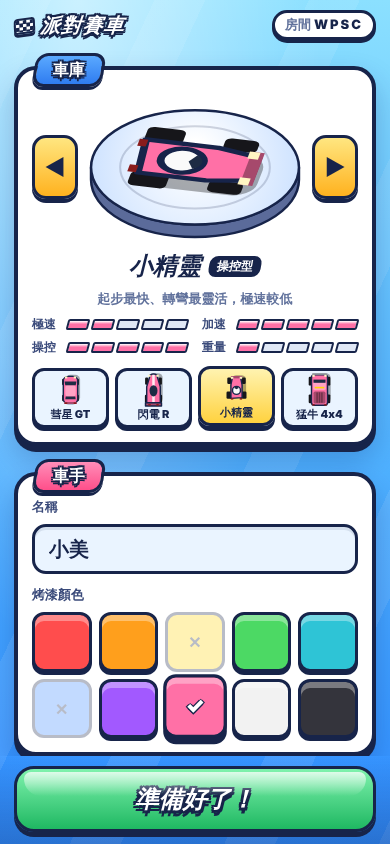 派對賽車
房間 WPSC
車庫
小精靈 操控型
起步最快、轉彎最靈活，極速較低
極速 加速
操控 重量
彗星 GT 閃電 R 小精靈 猛牛 4x4
車手
名稱
小美
烤漆顏色
準備好了！